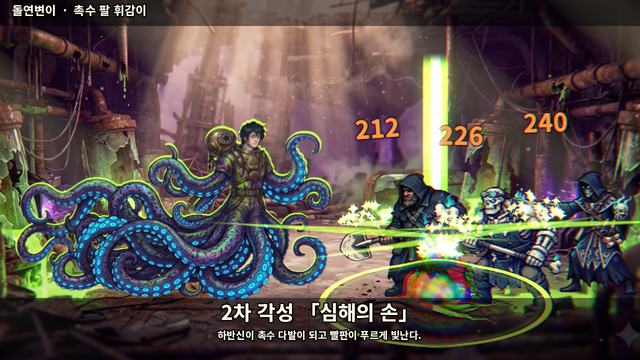 돌연변이 · 촉수 팔 휘감이
212
226
240
2차 각성 「심해의 손」
하반신이 촉수 다발이 되고 빨판이 푸르게 빛난다.